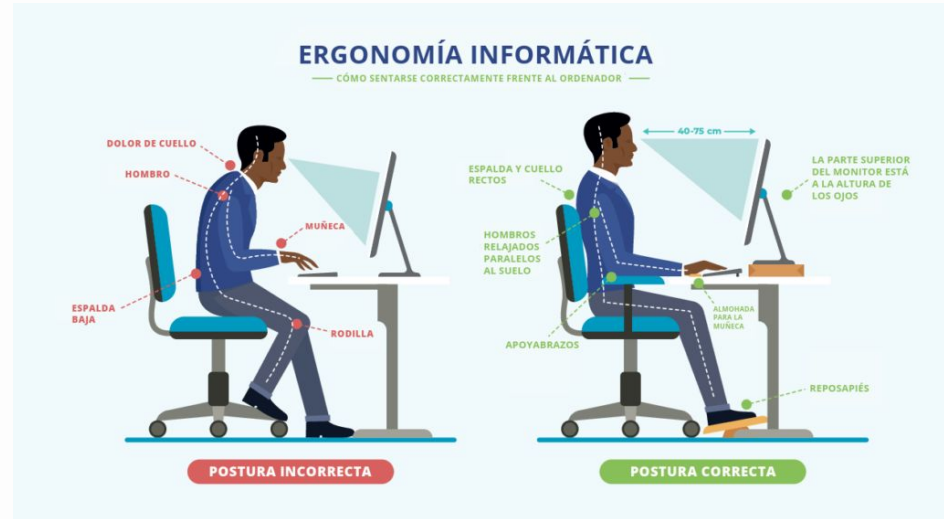 ERGONOMÍA INFORMÁTICA
CÓMO SENTARSE CORRECTAMENTE FRENTE AL ORDENADOR
DOLOR DE CUELLO
HOMBRO
MUÑECA
ESPALDA
BAJA
RODILLA
POSTURA INCORRECTA
40-75 cm
ESPALDA Y CUELLO
RECTOS
LA PARTE SUPERIOR
DEL MONITOR ESTÁ
A LA ALTURA DE
LOS OJOS
HOMBROS
RELAJADOS
PARALELOS
AL SUELO
ALMOHADA
PARA LA
MUÑECA
APOYABRAZOS
REPOSAPIÉS
POSTURA CORRECTA